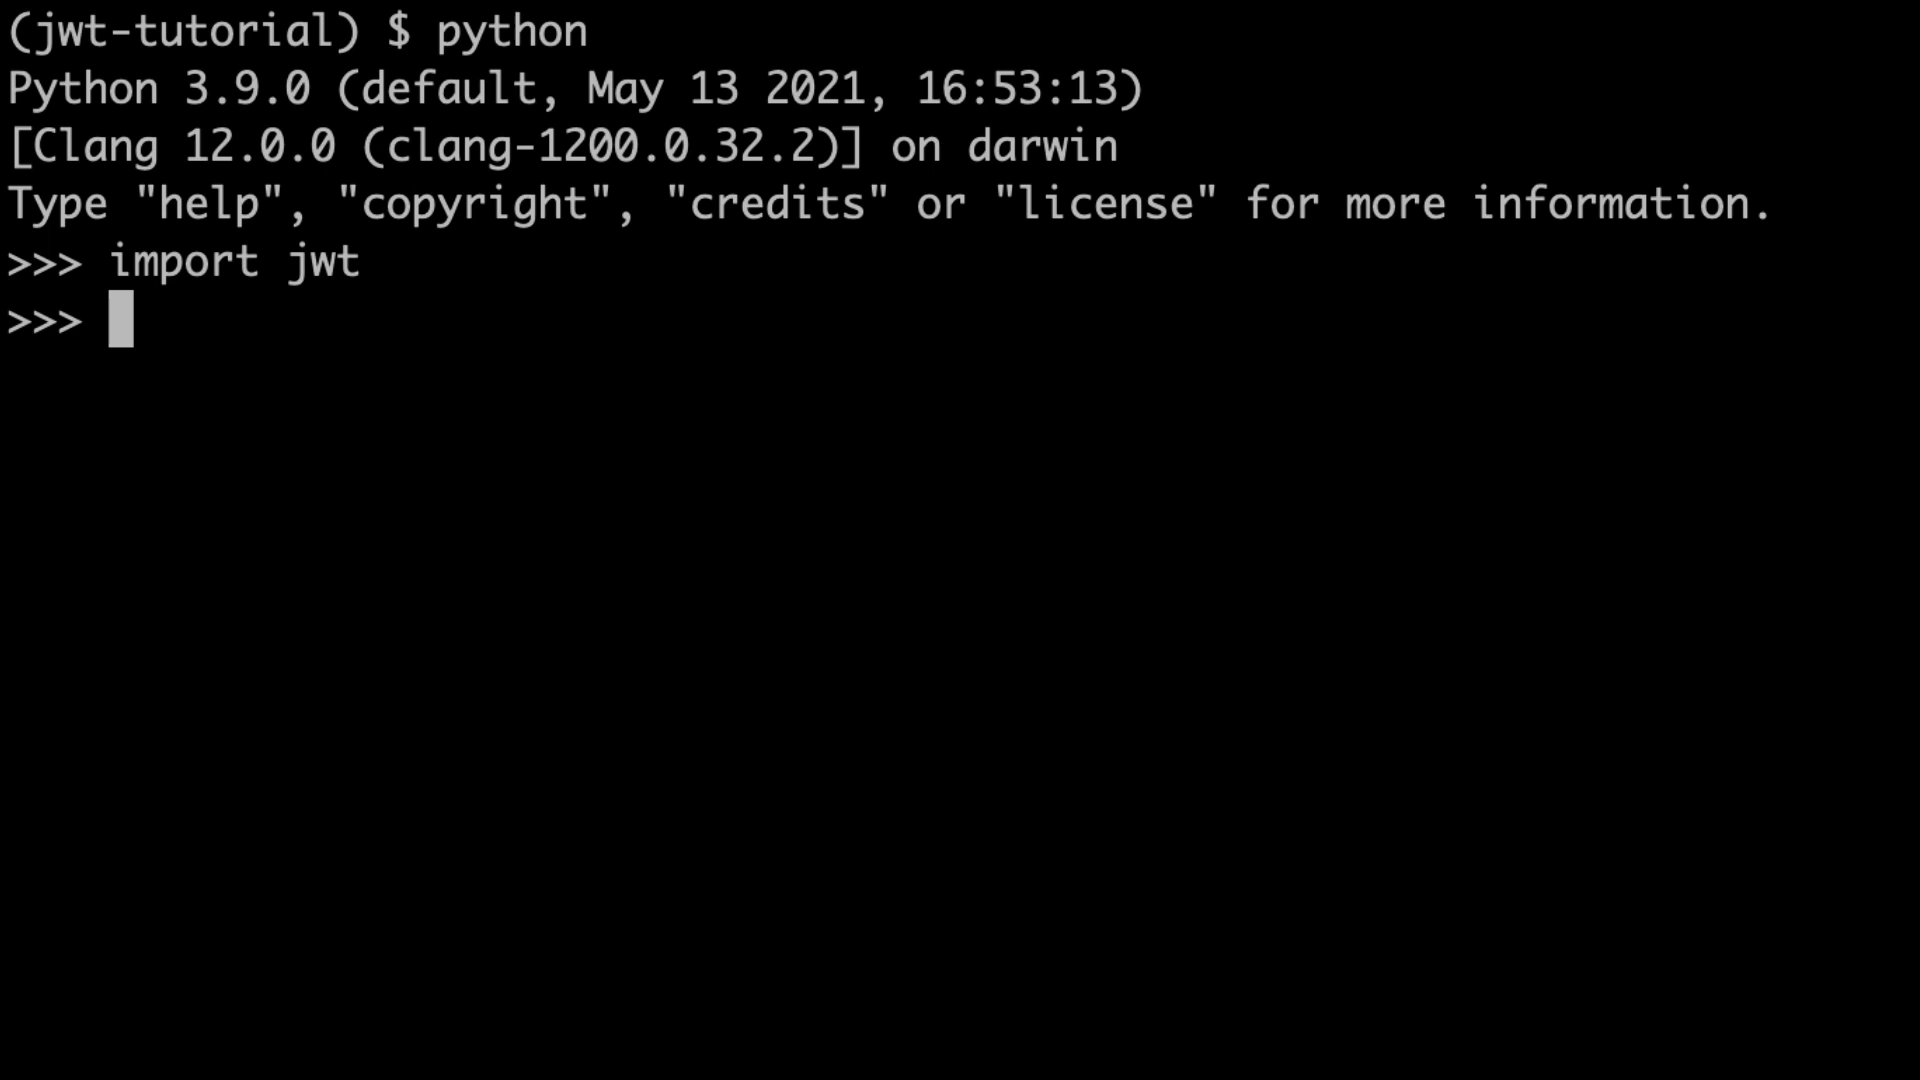 (jwt-tutorial) $ python
Python 3.9.0 (default, May 13 2021, 16:53:13)
[Clang 12.0.0 (clang-1200.0.32.2)] on darwin
Type "help", "copyright", "credits" or "license" for more information.
>>> import jwt
>>>